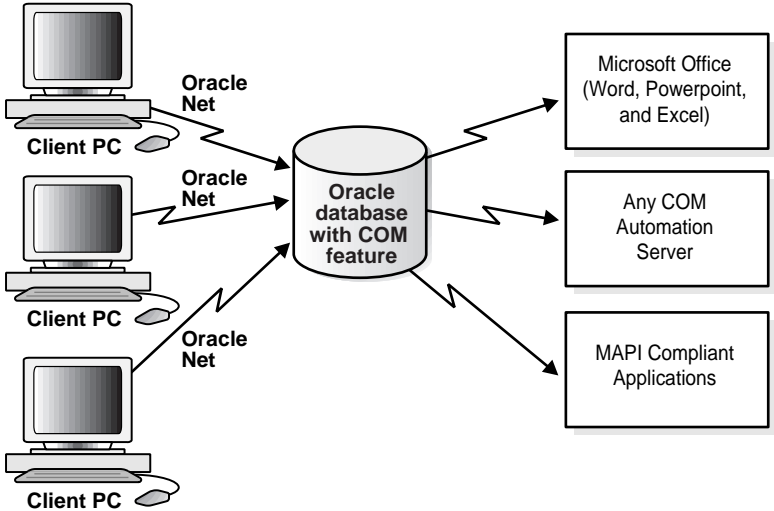 Oracle
Net
Client PC
Oracle
Net
Client PC
Oracle
Net
Client PC
Oracle
database
with COM
feature
Microsoft Office
(Word, Powerpoint,
and Excel)
Any COM
Automation
Server
MAPI Compliant
Applications